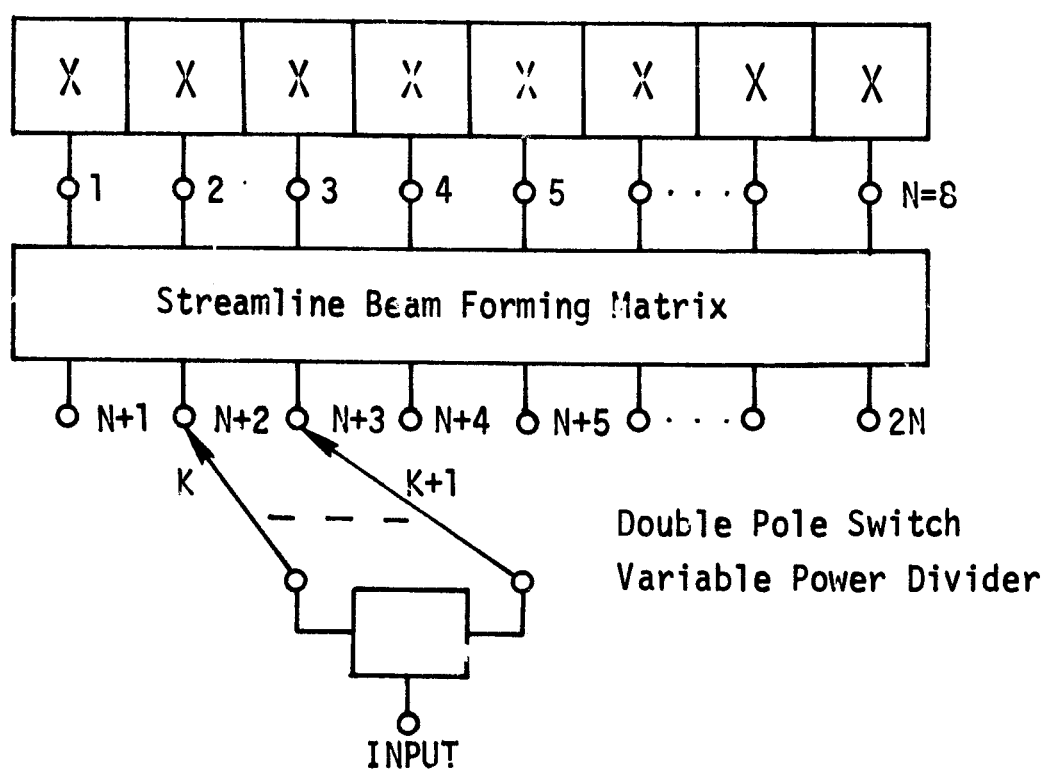 X X X X X X X X
1 2 3 4 5 . . . N=8
Streamline Beam Forming Matrix
N+1 N+2 N+3 N+4 N+5 . . . 2N
K K+1
Double Pole Switch
Variable Power Divider
INPUT